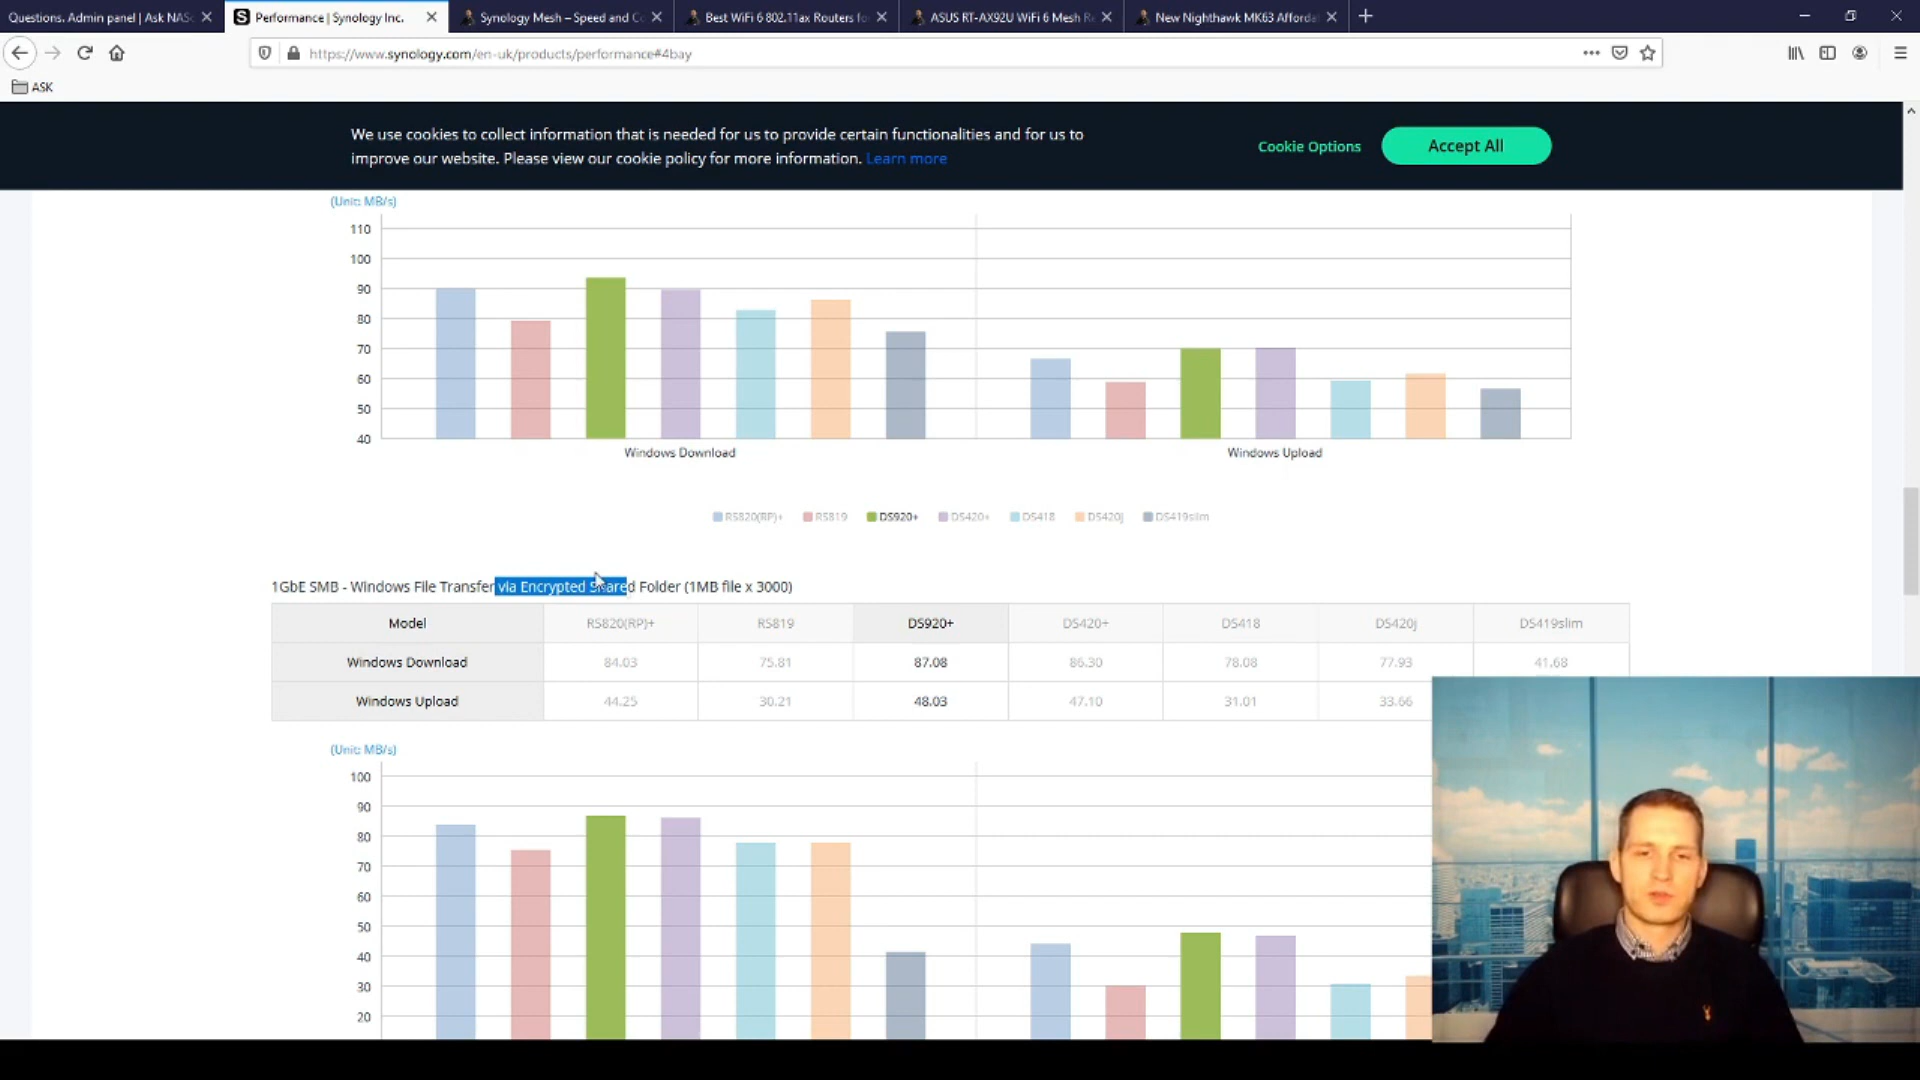 Questions. Admin panel | Ask NAS
Performance | Synology Inc.
Synology Mesh – Speed and Co
Best WiFi 6 802.11ax Routers fo
ASUS RT-AX92U WiFi 6 Mesh R
New Nighthawk MK63 Afforda
https://www.synology.com/en-uk/products/performance#4bay
ASK
We use cookies to collect information that is needed for us to provide certain functionalities and for us to
improve our website. Please view our cookie policy for more information. Learn more
Cookie Options
Accept All
(Unit: MB/s)
110
100
90
80
70
60
50
40
Windows Download
Windows Upload
RS820(RP)+ RS819 DS920+ DS420+ DS418 DS420j DS419slim
1GbE SMB - Windows File Transfer via Encrypted Shared Folder (1MB file x 3000)
Model RS820(RP)+ RS819 DS920+ DS420+ DS418 DS420j DS419slim
Windows Download 84.03 75.81 87.08 86.30 78.08 77.93 41.68
Windows Upload 44.25 30.21 48.03 47.10 31.01 33.66
(Unit: MB/s)
100
90
80
70
60
50
40
30
20